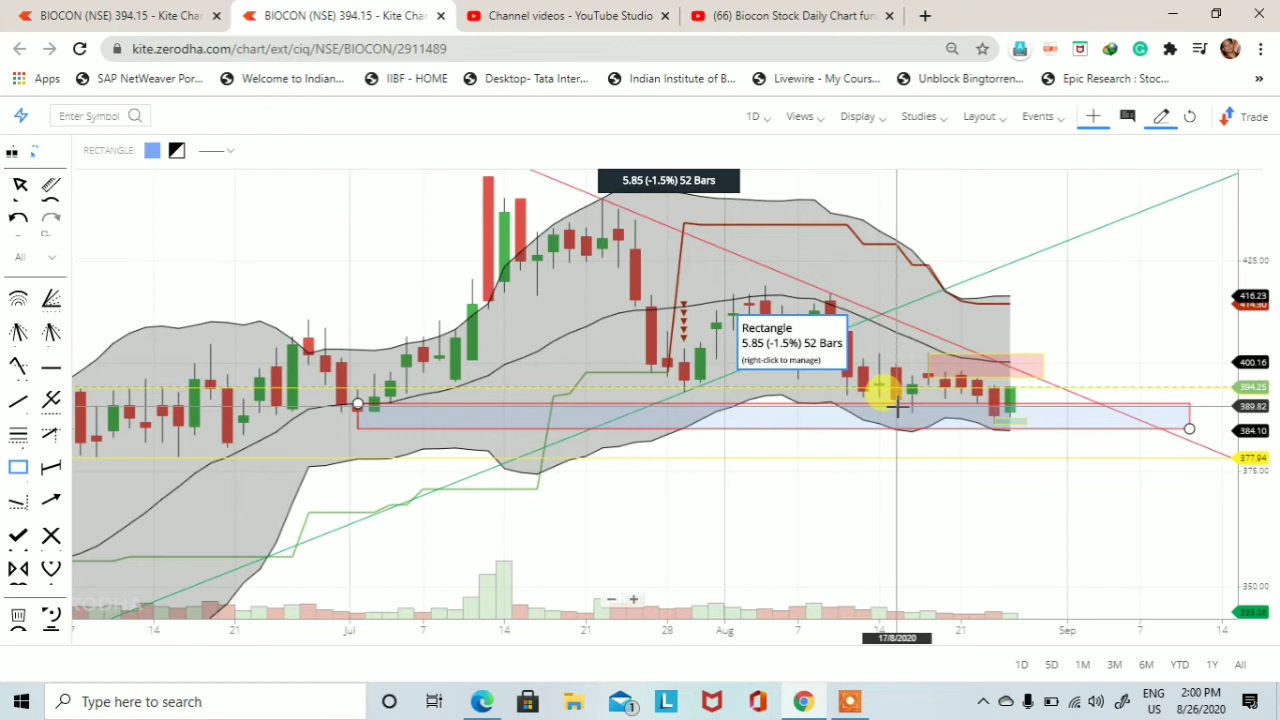 BIOCON (NSE) 394.15 - Kite Char
BIOCON (NSE) 394.15 - Kite Char
Channel videos - YouTube Studio
(66) Biocon Stock Daily Chart fun
kite.zerodha.com/chart/ext/ciq/NSE/BIOCON/2911489
Apps
SAP NetWeaver Por...
Welcome to Indian...
IIBF - HOME
Desktop- Tata Inter...
Indian Institute of B...
Livewire - My Cours...
Unblock Bingtorren...
Epic Research : Stoc...
»
Enter Symbol
1D
Views
Display
Studies
Layout
Events
Trade
RECTANGLE:
All
5.85 (-1.5%) 52 Bars
Rectangle
5.85 (-1.5%) 52 Bars
(right-click to manage)
425.00
416.23
400.16
394.25
389.82
384.10
377.94
375.00
350.00
14
21
Jul
7
14
21
Aug
7
14
21
Sep
7
14
17/8/2020
1D
5D
1M
3M
6M
YTD
1Y
All
Type here to search
1
ENG
US
2:00 PM
8/26/2020